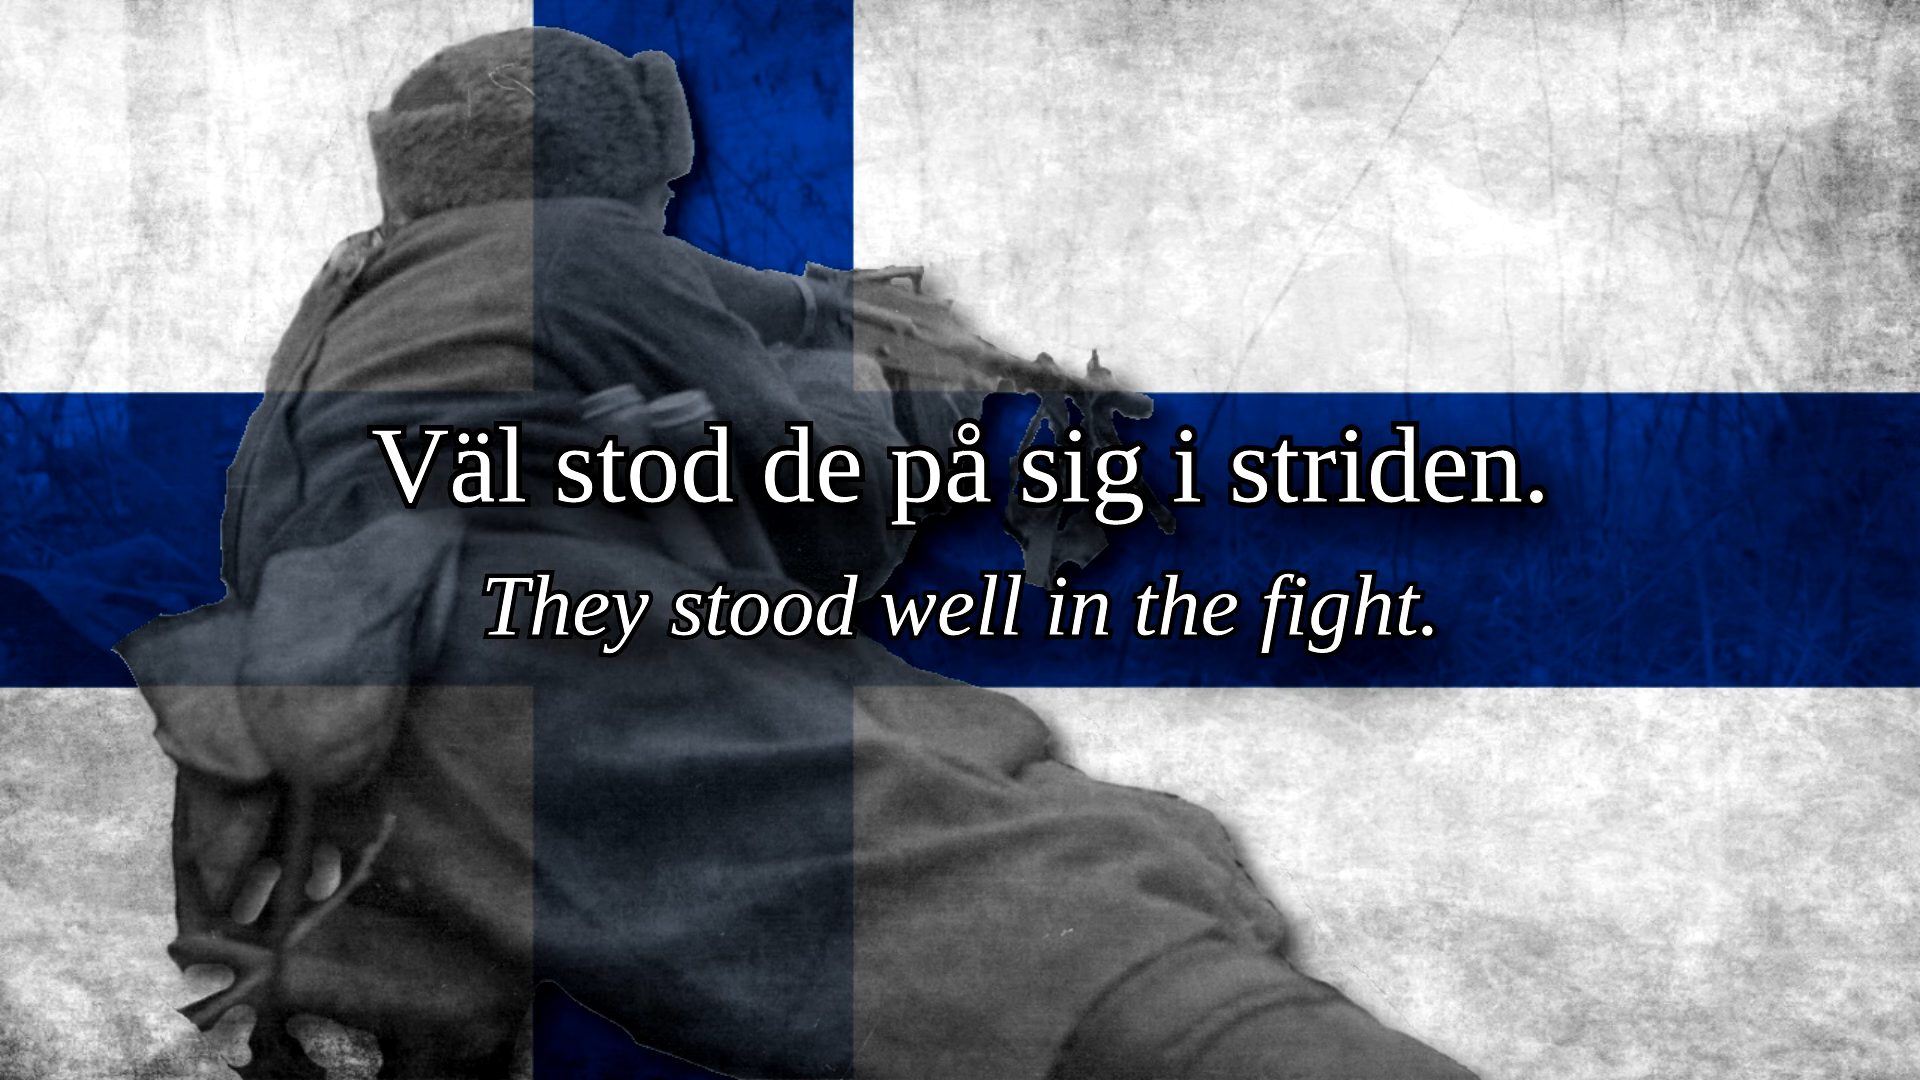 Väl stod de på sig i striden.
They stood well in the fight.